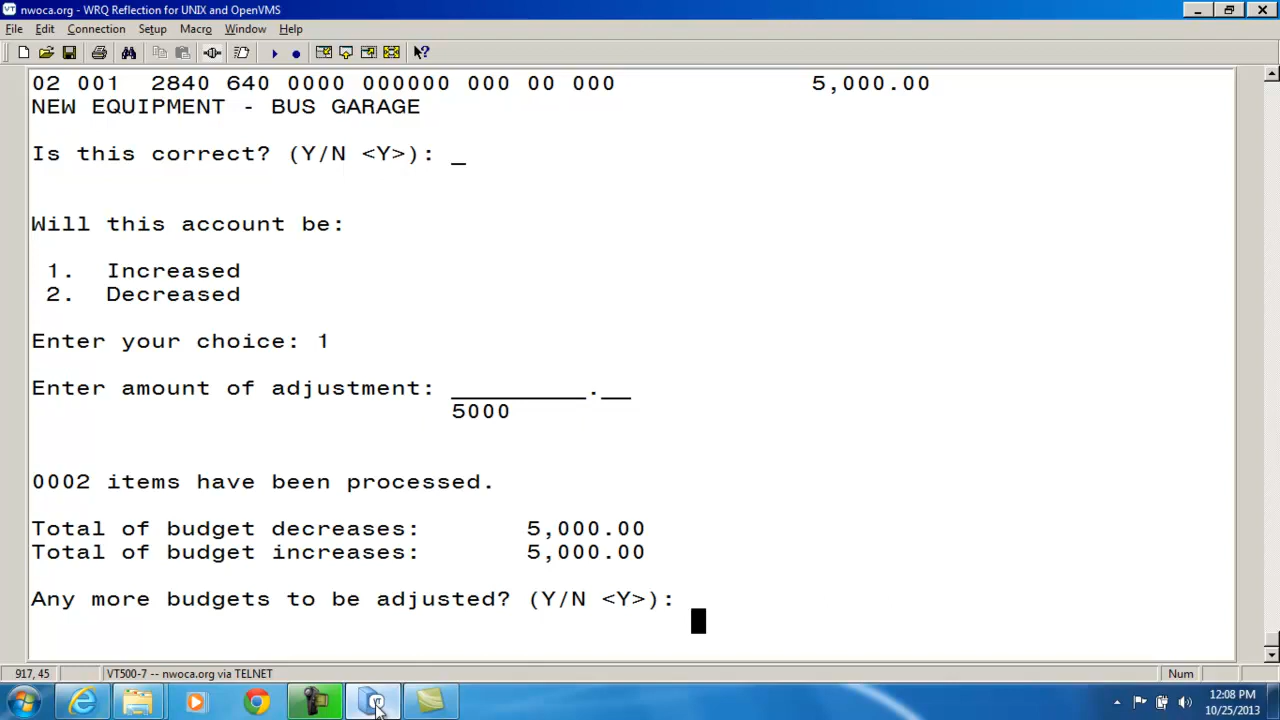 nwoca.org - WRQ Reflection for UNIX and OpenVMS
File Edit Connection Setup Macro Window Help
02 001 2840 640 0000 000000 000 00 000 5,000.00
NEW EQUIPMENT - BUS GARAGE
Is this correct? (Y/N <Y>): _
Will this account be:
1. Increased
2. Decreased
Enter your choice: 1
Enter amount of adjustment: _________.__
5000
0002 items have been processed.
Total of budget decreases: 5,000.00
Total of budget increases: 5,000.00
Any more budgets to be adjusted? (Y/N <Y>):
917, 45 VT500-7 -- nwoca.org via TELNET Num
12:08 PM
10/25/2013